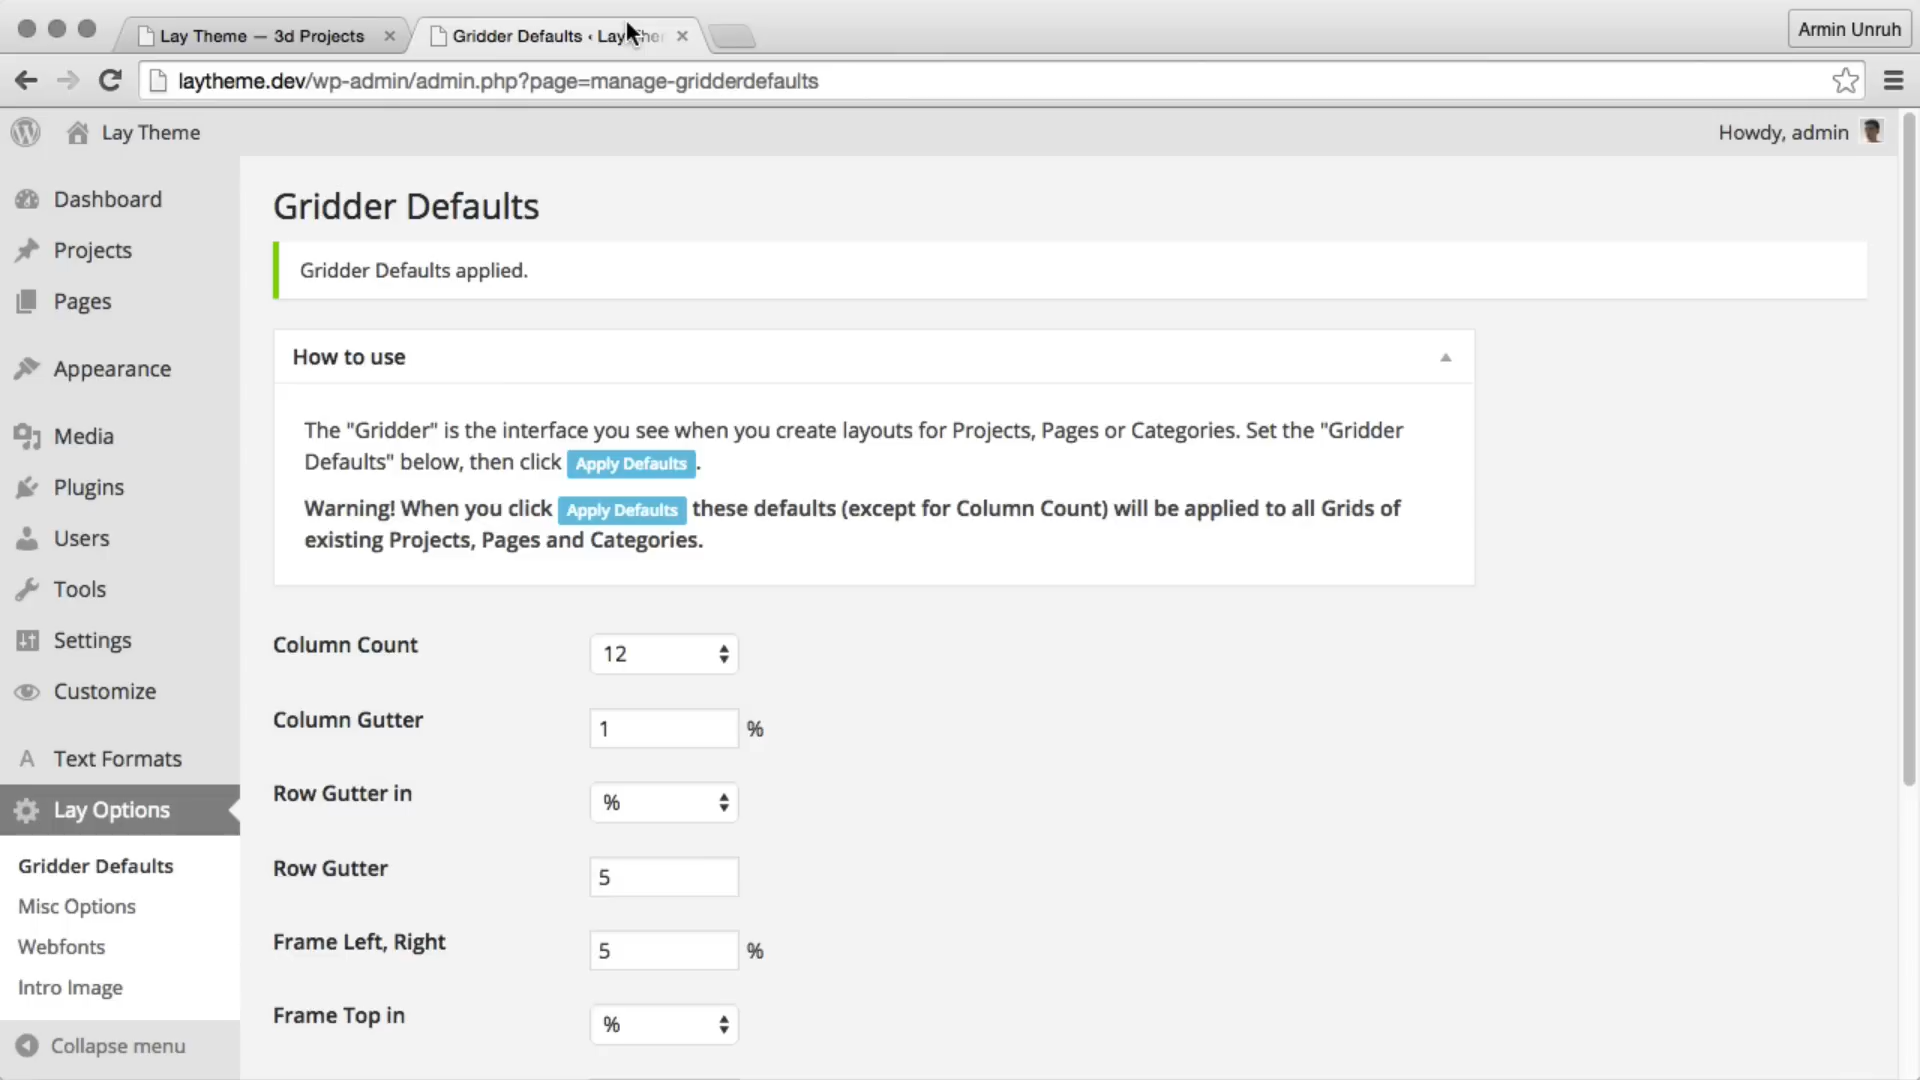 Lay Theme — 3d Projects
Gridder Defaults ‹ Lay
Armin Unruh
laytheme.dev/wp-admin/admin.php?page=manage-gridderdefaults
Lay Theme
Howdy, admin
Dashboard
Projects
Pages
Appearance
Media
Plugins
Users
Tools
Settings
Customize
Text Formats
Lay Options
Gridder Defaults
Misc Options
Webfonts
Intro Image
Collapse menu
Gridder Defaults
Gridder Defaults applied.
How to use
The "Gridder" is the interface you see when you create layouts for Projects, Pages or Categories. Set the "Gridder
Defaults" below, then click Apply Defaults.
Warning! When you click Apply Defaults these defaults (except for Column Count) will be applied to all Grids of
existing Projects, Pages and Categories.
Column Count 12
Column Gutter 1 %
Row Gutter in %
Row Gutter 5
Frame Left, Right 5 %
Frame Top in %